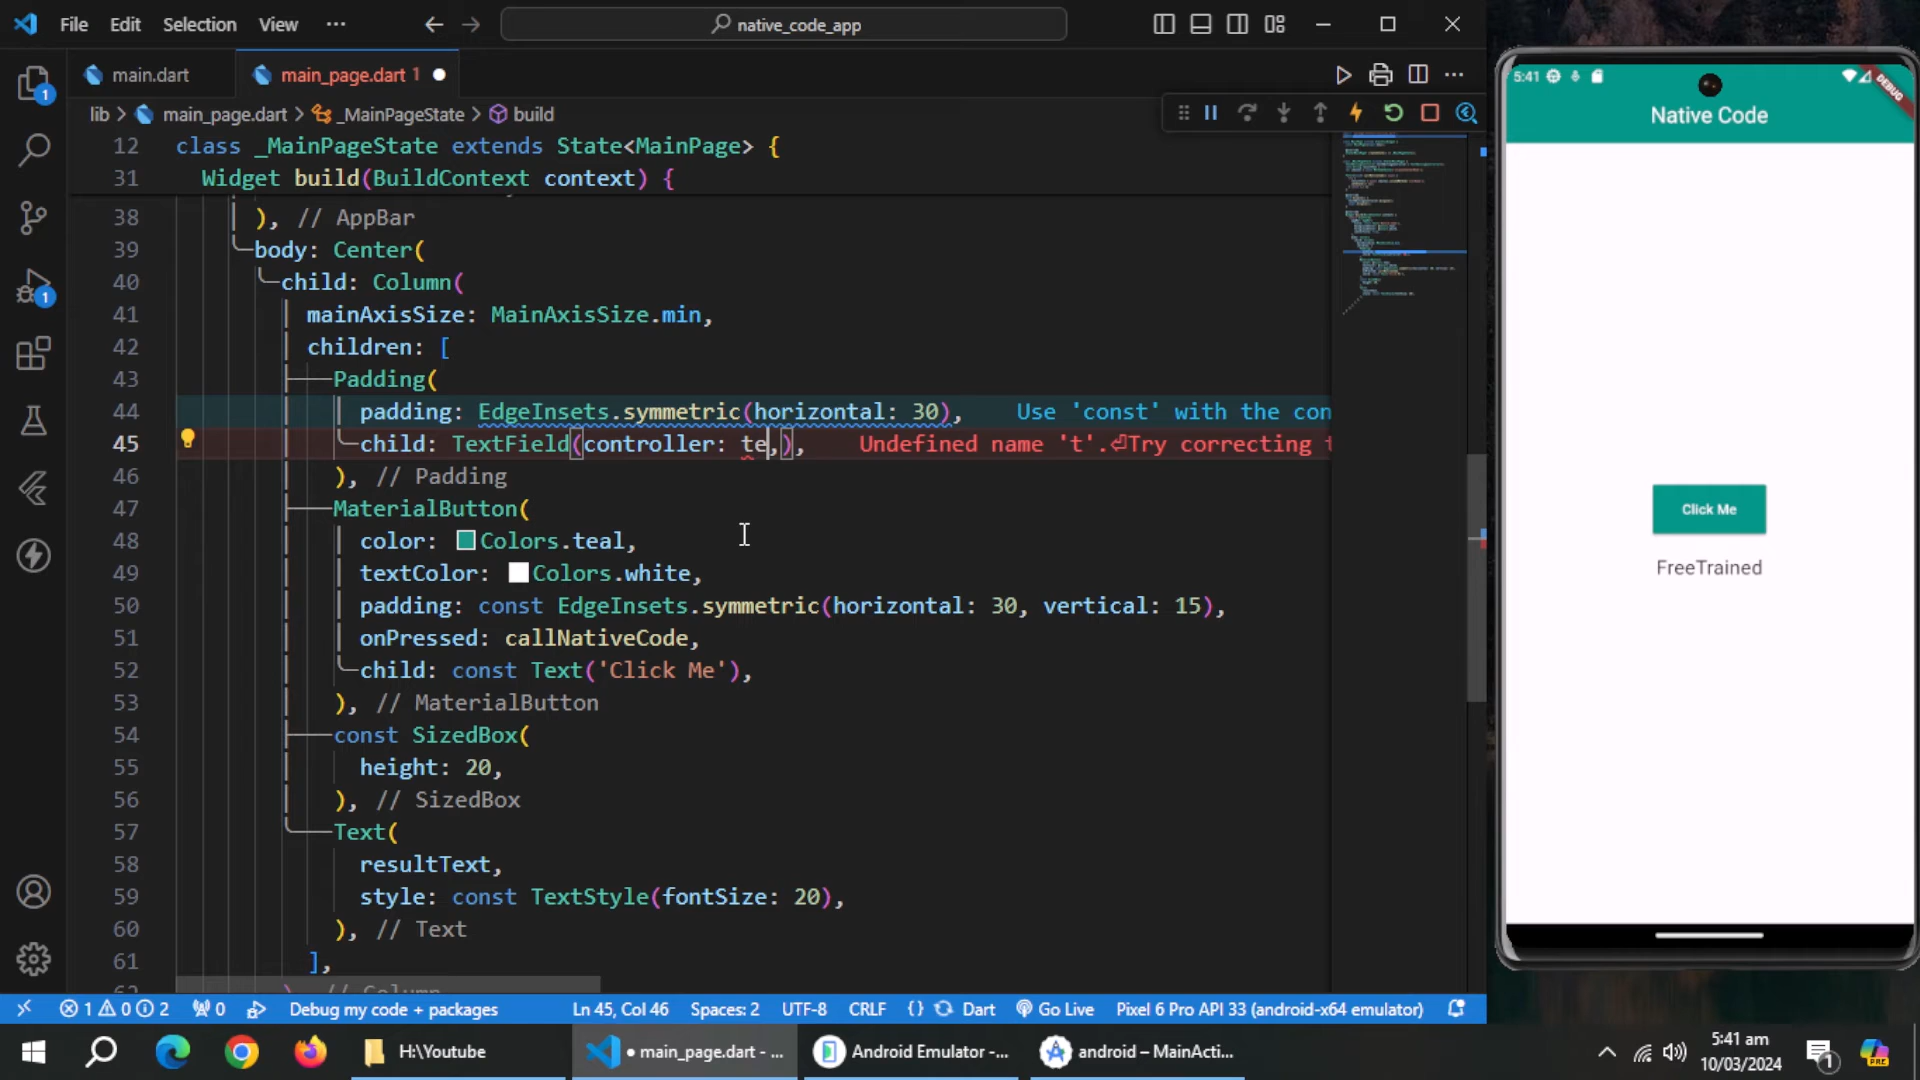 File Edit Selection View ··· native_code_app
main.dart main_page.dart 1
lib > main_page.dart > _MainPageState > build
12 class _MainPageState extends State<MainPage> {
31 Widget build(BuildContext context) {
38 ), // AppBar
39 body: Center(
40 child: Column(
41 mainAxisSize: MainAxisSize.min,
42 children: [
43 Padding(
44 padding: EdgeInsets.symmetric(horizontal: 30), Use 'const' with the con
45 child: TextField(controller: te,), Undefined name 't'.⏎Try correcting t
46 ), // Padding
47 MaterialButton(
48 color: Colors.teal,
49 textColor: Colors.white,
50 padding: const EdgeInsets.symmetric(horizontal: 30, vertical: 15),
51 onPressed: callNativeCode,
52 child: const Text('Click Me'),
53 ), // MaterialButton
54 const SizedBox(
55 height: 20,
56 ), // SizedBox
57 Text(
58 resultText,
59 style: const TextStyle(fontSize: 20),
60 ), // Text
61 ],
1 0 2 0 Debug my code + packages Ln 45, Col 46 Spaces: 2 UTF-8 CRLF {} Dart Go Live Pixel 6 Pro API 33 (android-x64 emulator)
5:41
DEBUG
Native Code
Click Me
FreeTrained
H:\Youtube ● main_page.dart - ... Android Emulator -... android – MainActi...
5:41 am
10/03/2024
1
PRE